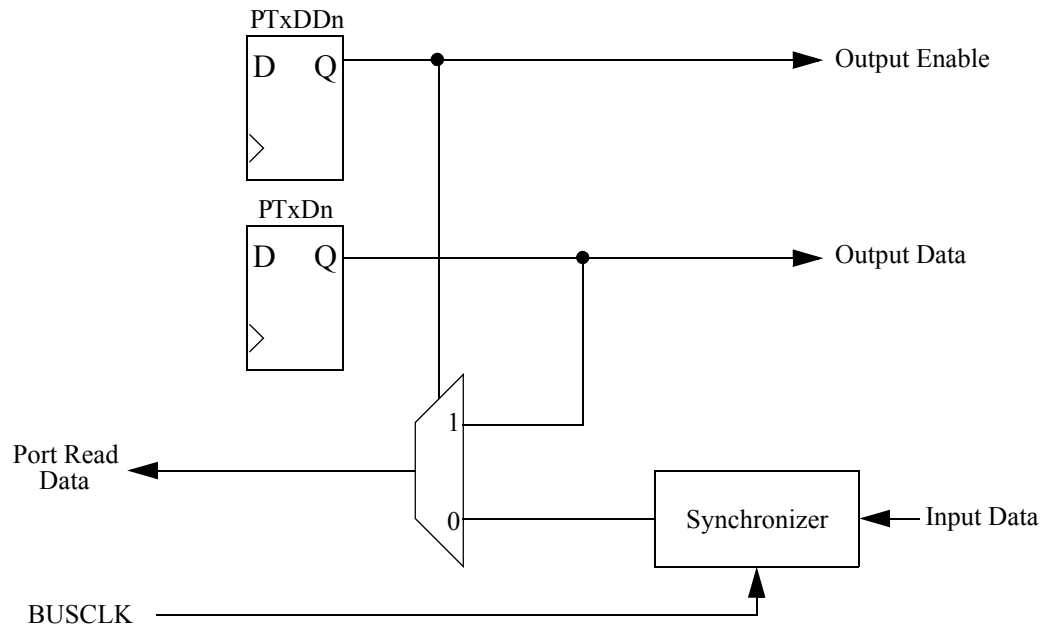 PTxDDn
D Q
Output Enable
PTxDn
D Q
Output Data
1
Port Read
Data
0
Synchronizer
Input Data
BUSCLK